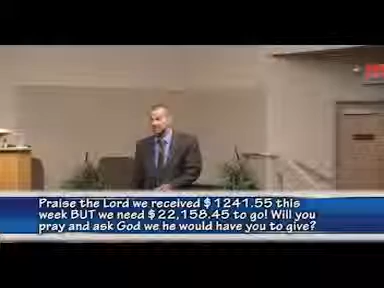 Praise the Lord we received $1241.55 this
week BUT we need $22,158.45 to go! Will you
pray and ask God we he would have you to give?